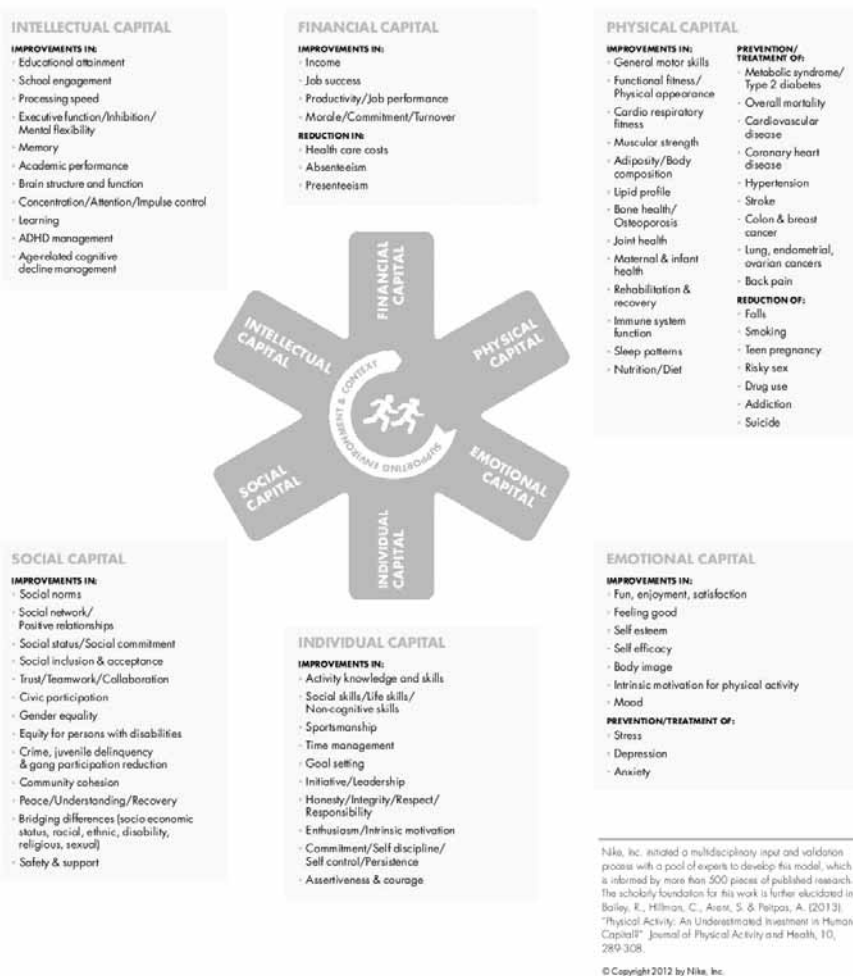 INTELLECTUAL CAPITAL
IMPROVEMENTS IN:
◦ Educational attainment
◦ School engagement
◦ Processing speed
◦ Executive function/Inhibition/
Mental flexibility
◦ Memory
◦ Academic performance
◦ Brain structure and function
◦ Concentration/Attention/Impulse control
◦ Learning
◦ ADHD management
◦ Age-related cognitive
decline management
FINANCIAL CAPITAL
IMPROVEMENTS IN:
◦ Income
◦ Job success
◦ Productivity/Job performance
◦ Morale/Commitment/Turnover
REDUCTION IN:
◦ Health care costs
◦ Absenteeism
◦ Presenteeism
PHYSICAL CAPITAL
IMPROVEMENTS IN:
◦ General motor skills
◦ Functional fitness/
Physical appearance
◦ Cardio respiratory
fitness
◦ Muscular strength
◦ Adiposity/Body
composition
◦ Lipid profile
◦ Bone health/
Osteoporosis
◦ Joint health
◦ Maternal & infant
health
◦ Rehabilitation &
recovery
◦ Immune system
function
◦ Sleep patterns
◦ Nutrition/Diet
PREVENTION/
TREATMENT OF:
◦ Metabolic syndrome/
Type 2 diabetes
◦ Overall mortality
◦ Cardiovascular
disease
◦ Coronary heart
disease
◦ Hypertension
◦ Stroke
◦ Colon & breast
cancer
◦ Lung, endometrial,
ovarian cancers
◦ Back pain
REDUCTION OF:
◦ Falls
◦ Smoking
◦ Teen pregnancy
◦ Risky sex
◦ Drug use
◦ Addiction
◦ Suicide
FINANCIAL
CAPITAL
INTELLECTUAL
CAPITAL
PHYSICAL
CAPITAL
SUPPORTING ENVIRONMENT & CONTEXT
SOCIAL
CAPITAL
EMOTIONAL
CAPITAL
INDIVIDUAL
CAPITAL
SOCIAL CAPITAL
IMPROVEMENTS IN:
◦ Social norms
◦ Social network/
Positive relationships
◦ Social status/Social commitment
◦ Social inclusion & acceptance
◦ Trust/Teamwork/Collaboration
◦ Civic participation
◦ Gender equality
◦ Equity for persons with disabilities
◦ Crime, juvenile delinquency
& gang participation reduction
◦ Community cohesion
◦ Peace/Understanding/Recovery
◦ Bridging differences (socio economic
status, racial, ethnic, disability,
religious, sexual)
◦ Safety & support
INDIVIDUAL CAPITAL
IMPROVEMENTS IN:
◦ Activity knowledge and skills
◦ Social skills/Life skills/
Non-cognitive skills
◦ Sportsmanship
◦ Time management
◦ Goal setting
◦ Initiative/Leadership
◦ Honesty/Integrity/Respect/
Responsibility
◦ Enthusiasm/Intrinsic motivation
◦ Commitment/Self discipline/
Self control/Persistence
◦ Assertiveness & courage
EMOTIONAL CAPITAL
IMPROVEMENTS IN:
◦ Fun, enjoyment, satisfaction
◦ Feeling good
◦ Self esteem
◦ Self efficacy
◦ Body image
◦ Intrinsic motivation for physical activity
◦ Mood
PREVENTION/TREATMENT OF:
◦ Stress
◦ Depression
◦ Anxiety
Nike, Inc. initiated a multidisciplinary input and validation
process with a pool of experts to develop this model, which
is informed by more than 500 pieces of published research.
The scholarly foundation for this work is further elucidated in
Bailey, R., Hillman, C., Arent, S. & Petitpas, A. (2013).
"Physical Activity: An Underestimated Investment in Human
Capital?" Journal of Physical Activity and Health, 10,
289-308.
© Copyright 2012 by Nike, Inc.